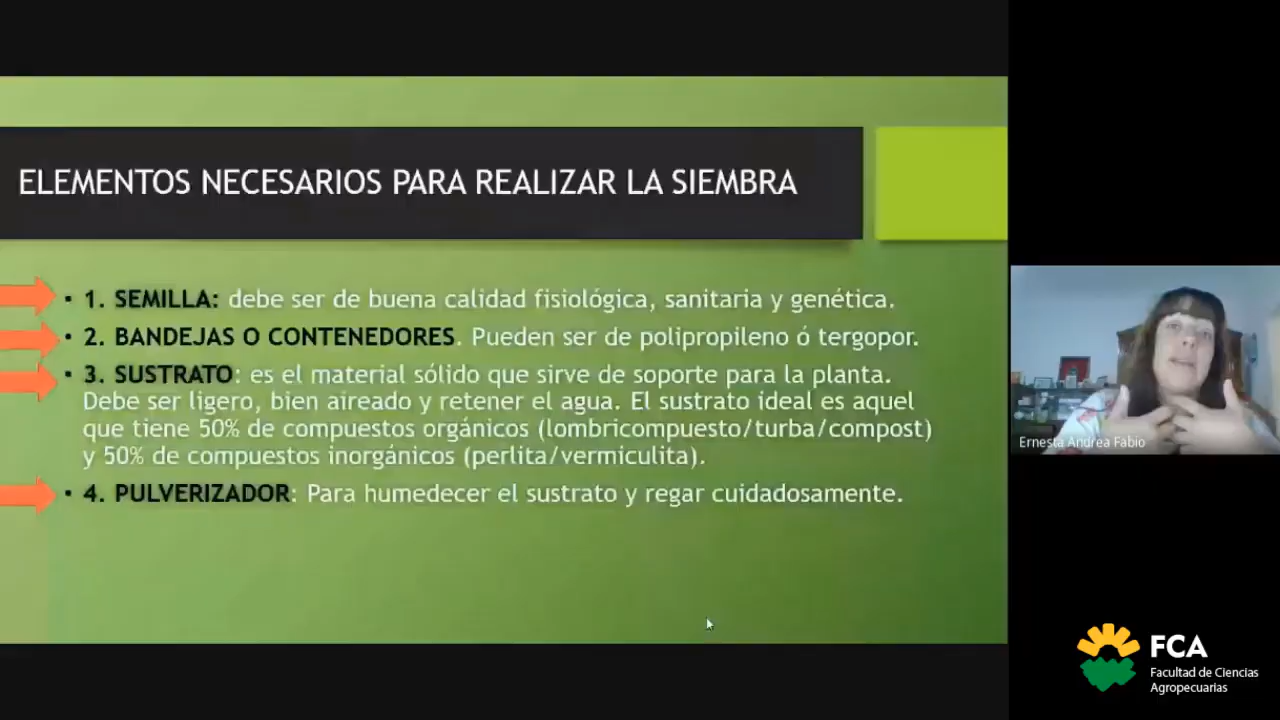 ELEMENTOS NECESARIOS PARA REALIZAR LA SIEMBRA
• 1. SEMILLA: debe ser de buena calidad fisiológica, sanitaria y genética.
• 2. BANDEJAS O CONTENEDORES. Pueden ser de polipropileno ó tergopor.
• 3. SUSTRATO: es el material sólido que sirve de soporte para la planta.
Debe ser ligero, bien aireado y retener el agua. El sustrato ideal es aquel
que tiene 50% de compuestos orgánicos (lombricompuesto/turba/compost)
y 50% de compuestos inorgánicos (perlita/vermiculita).
• 4. PULVERIZADOR: Para humedecer el sustrato y regar cuidadosamente.
Ernesta Andrea Fabio
FCA
Facultad de Ciencias
Agropecuarias